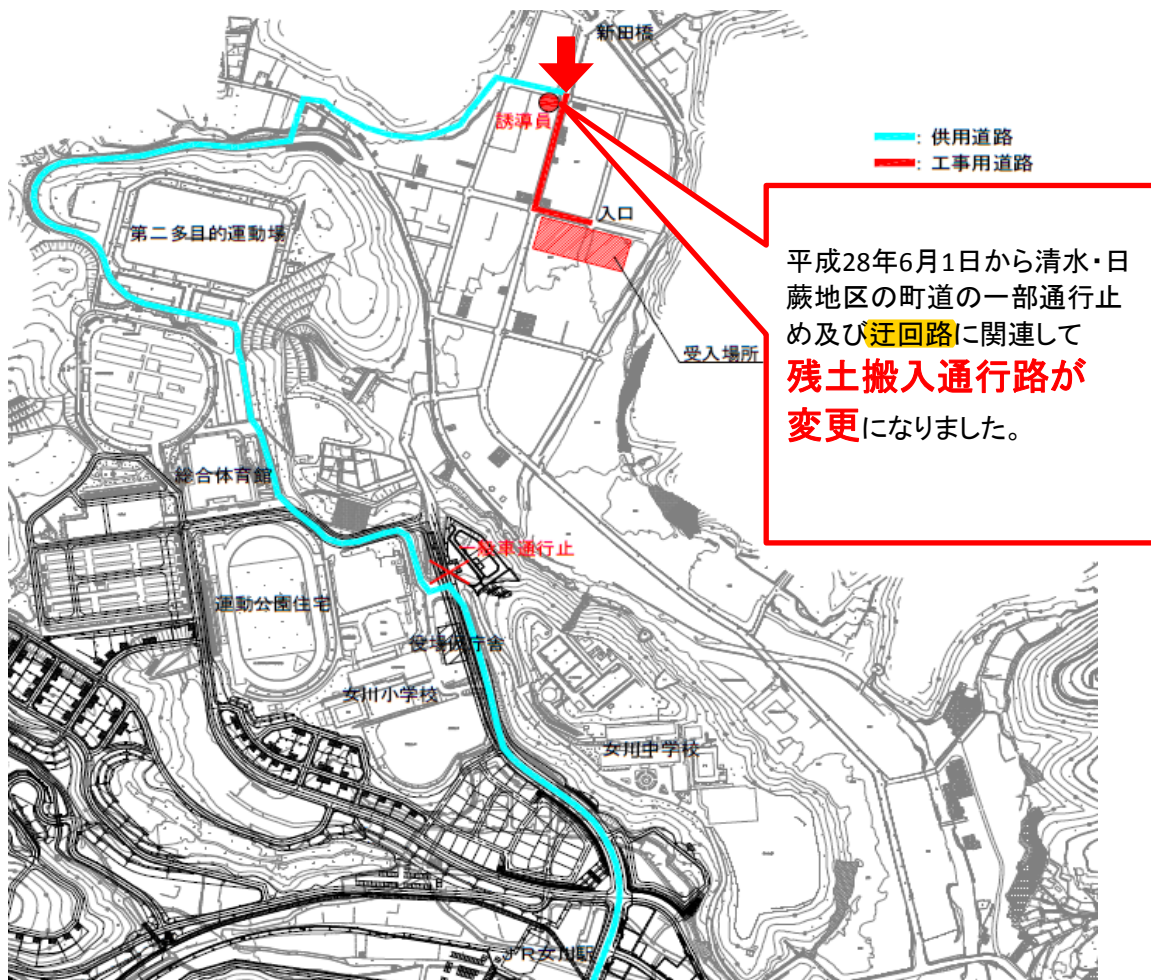 新田橋
誘導員
: 供用道路
: 工事用道路
入口
第二多目的運動場
受入場所
平成28年6月1日から清水・日
蕨地区の町道の一部通行止
め及び迂回路に関連して
残土搬入通行路が
変更になりました。
総合体育館
一般車通行止
運動公園住宅
役場仮庁舎
女川小学校
女川中学校
JR女川駅